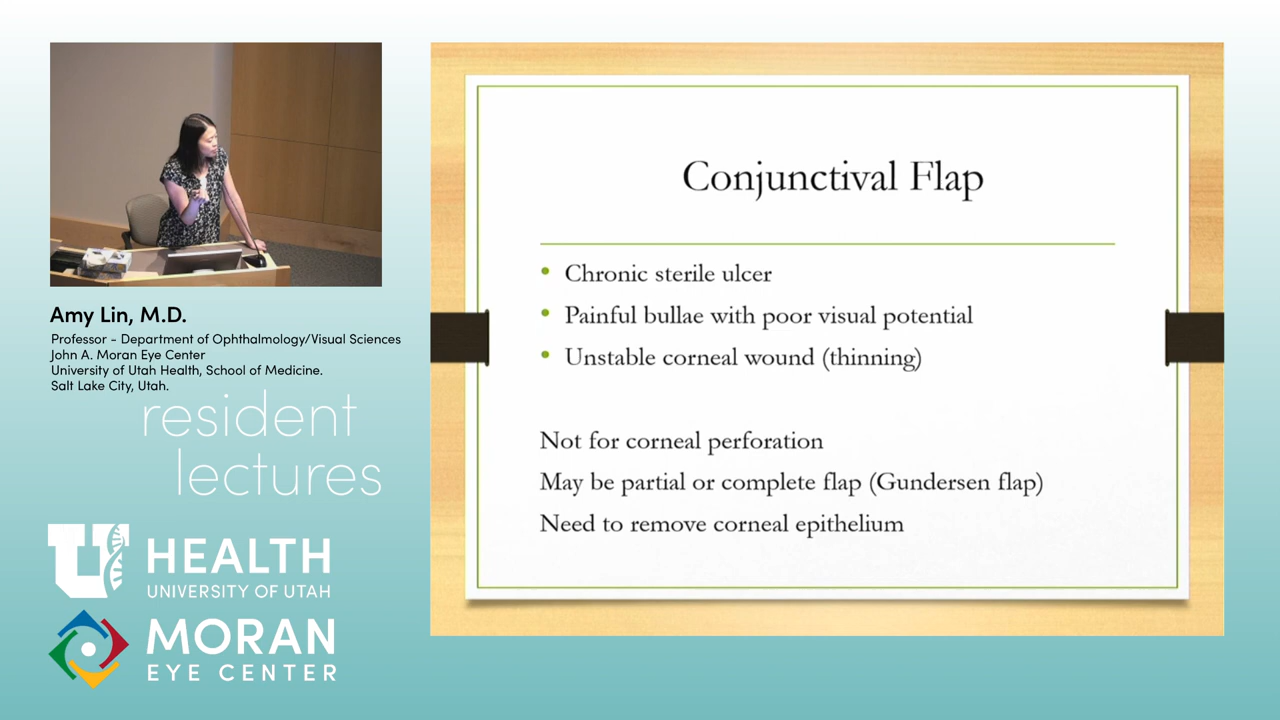 Amy Lin, M.D.
Professor - Department of Ophthalmology/Visual Sciences
John A. Moran Eye Center
University of Utah Health, School of Medicine.
Salt Lake City, Utah.
resident
lectures
U HEALTH
UNIVERSITY OF UTAH
MORAN
EYE CENTER
Conjunctival Flap
• Chronic sterile ulcer
• Painful bullae with poor visual potential
• Unstable corneal wound (thinning)
Not for corneal perforation
May be partial or complete flap (Gundersen flap)
Need to remove corneal epithelium